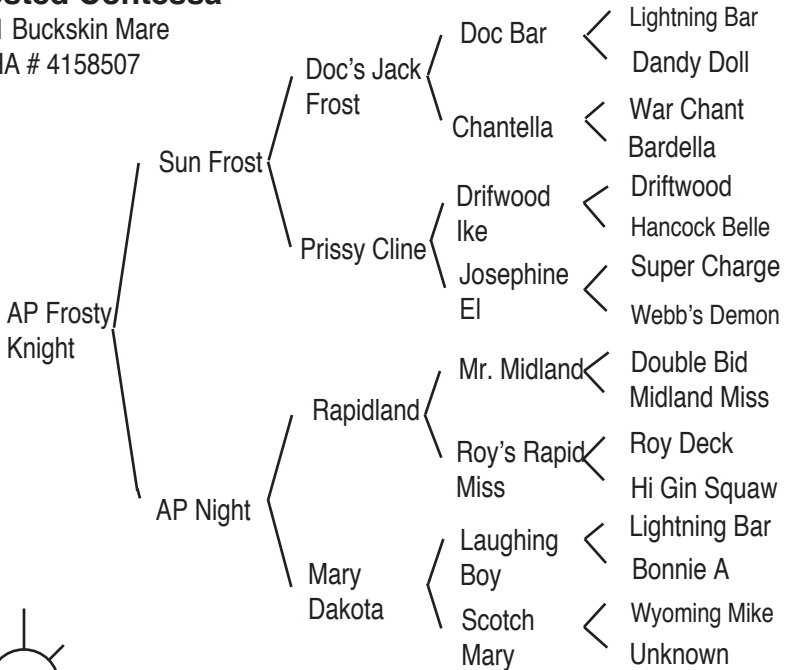 Buckskin Mare
# 4158507
AP Frosty
Knight
Sun Frost
AP Night
Doc's Jack
Frost
Prissy Cline
Rapidland
Mary
Dakota
Doc Bar
Chantella
Drifwood
Ike
Josephine
El
Mr. Midland
Roy's Rapid
Miss
Laughing
Boy
Scotch
Mary
Lightning Bar
Dandy Doll
War Chant
Bardella
Driftwood
Hancock Belle
Super Charge
Webb's Demon
Double Bid
Midland Miss
Roy Deck
Hi Gin Squaw
Lightning Bar
Bonnie A
Wyoming Mike
Unknown